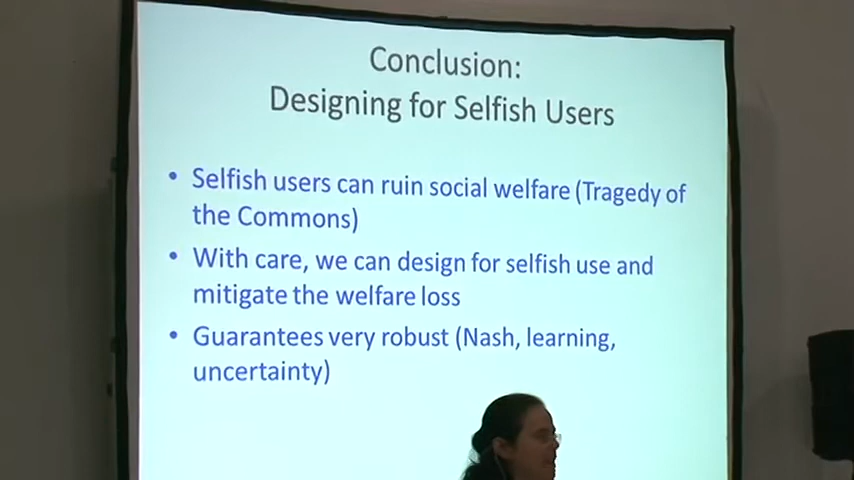 Conclusion:
Designing for Selfish Users
• Selfish users can ruin social welfare (Tragedy of
the Commons)
• With care, we can design for selfish use and
mitigate the welfare loss
• Guarantees very robust (Nash, learning,
uncertainty)